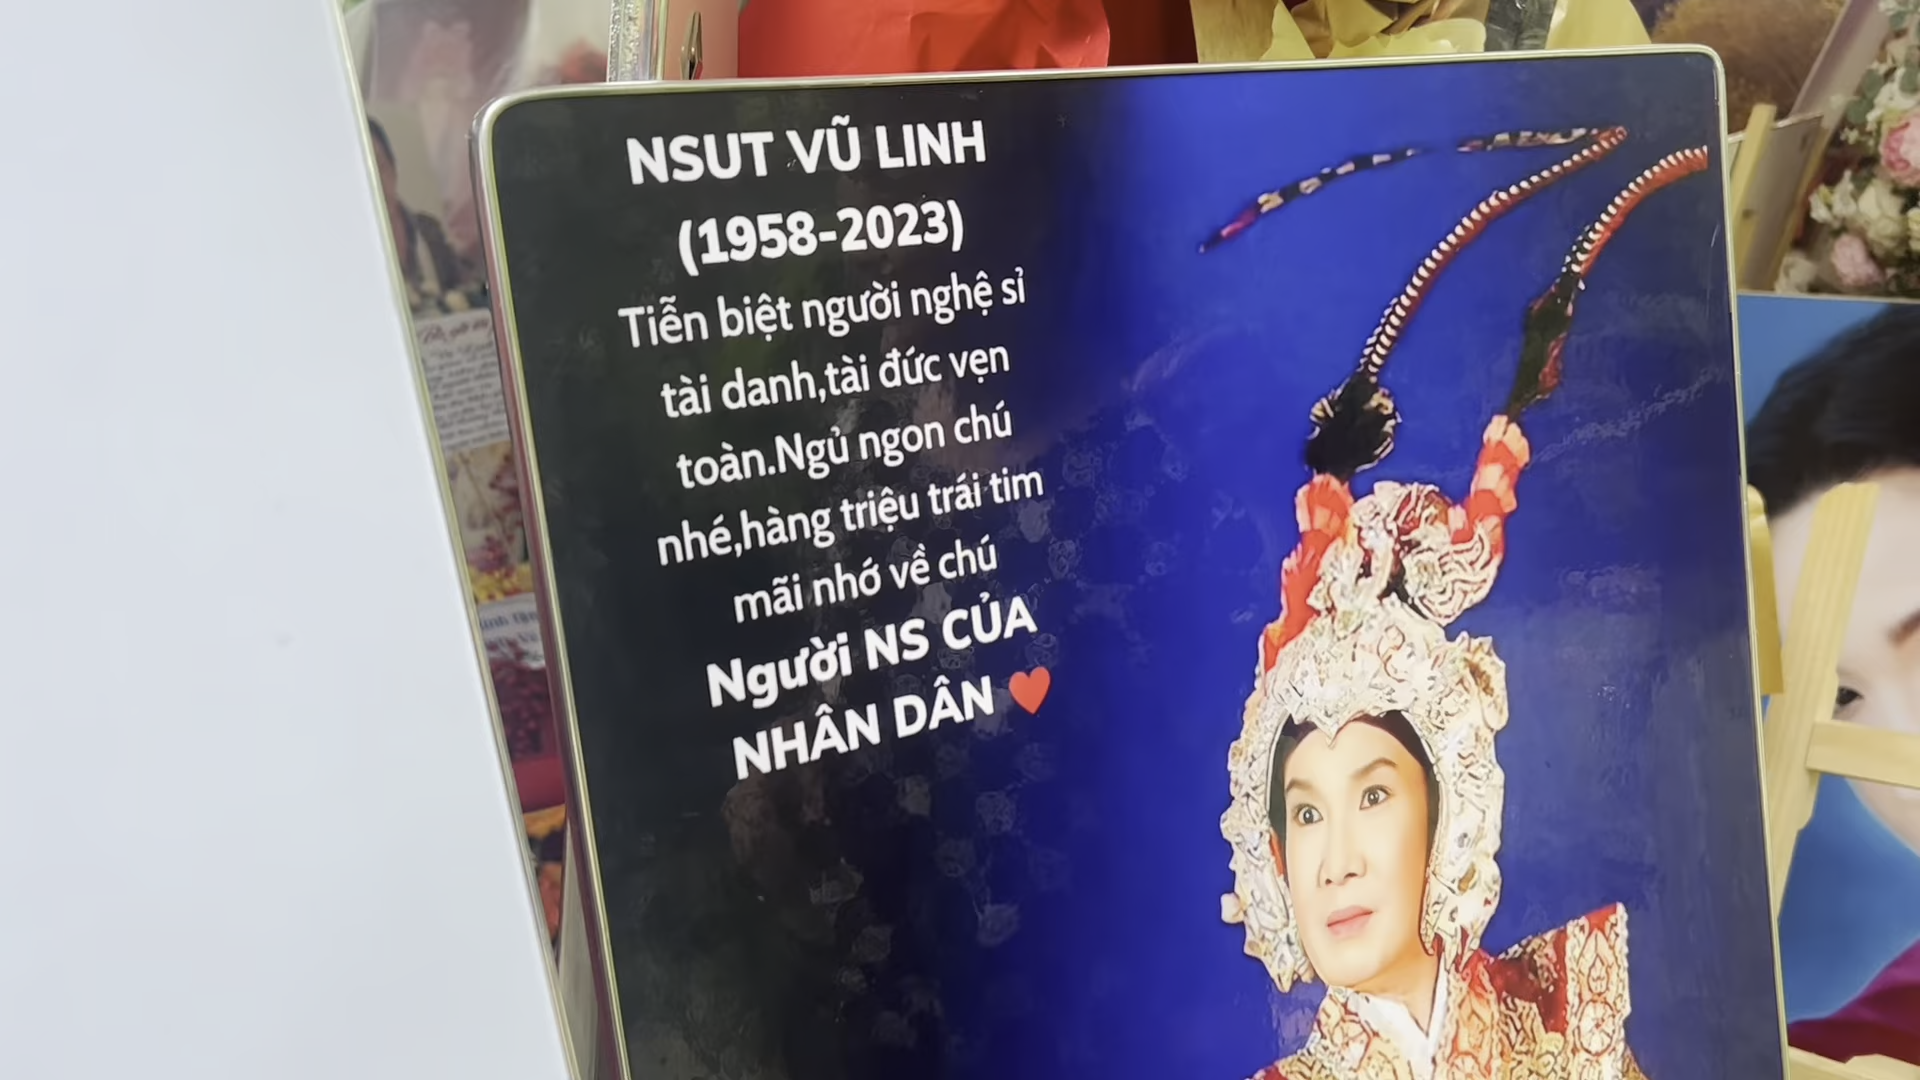 NSUT VŨ LINH
(1958-2023)
Tiễn biệt người nghệ sỉ
tài danh,tài đức vẹn
toàn.Ngủ ngon chú
nhé,hàng triệu trái tim
mãi nhớ về chú
Người NS CỦA
NHÂN DÂN ❤️